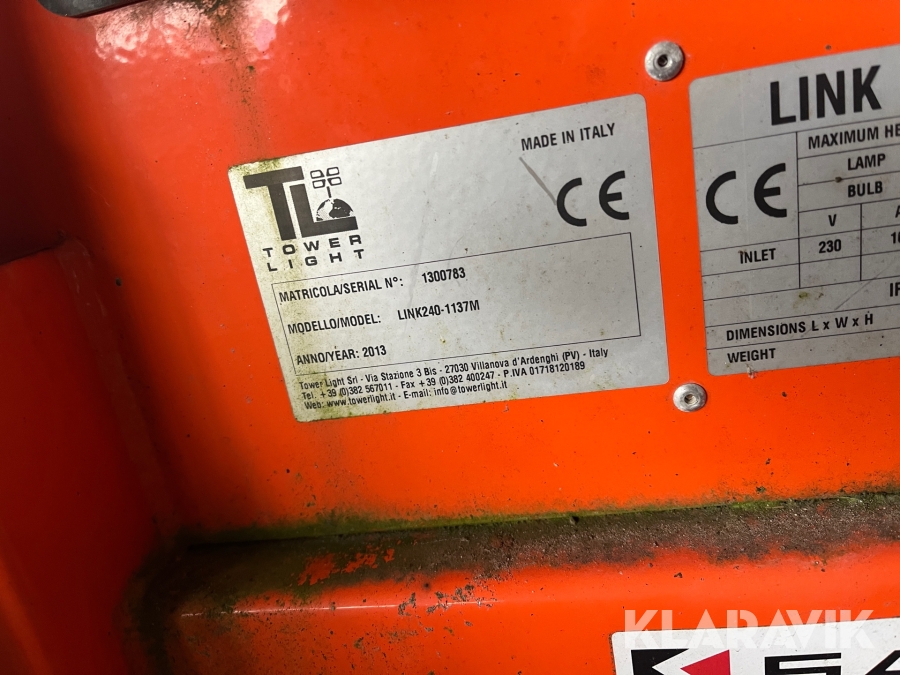 TL
TOWER
LIGHT
MADE IN ITALY
CE
MATRICOLA/SERIAL N°: 1300783
MODELLO/MODEL: LINK240-1137M
ANNO/YEAR: 2013
Tower Light Srl - Via Stazione 3 Bis - 27030 Villanova d'Ardenghi (PV) - Italy
Tel. +39 (0)382 567011 - Fax +39 (0)382 400247 - P.IVA 01718120189
Web: www.towerlight.it - E-mail: info@towerlight.it
LINK
MAXIMUM HE
LAMP
BULB
CE
V
A
INLET
230
IP
DIMENSIONS L x W x H
WEIGHT
KLARAVIK